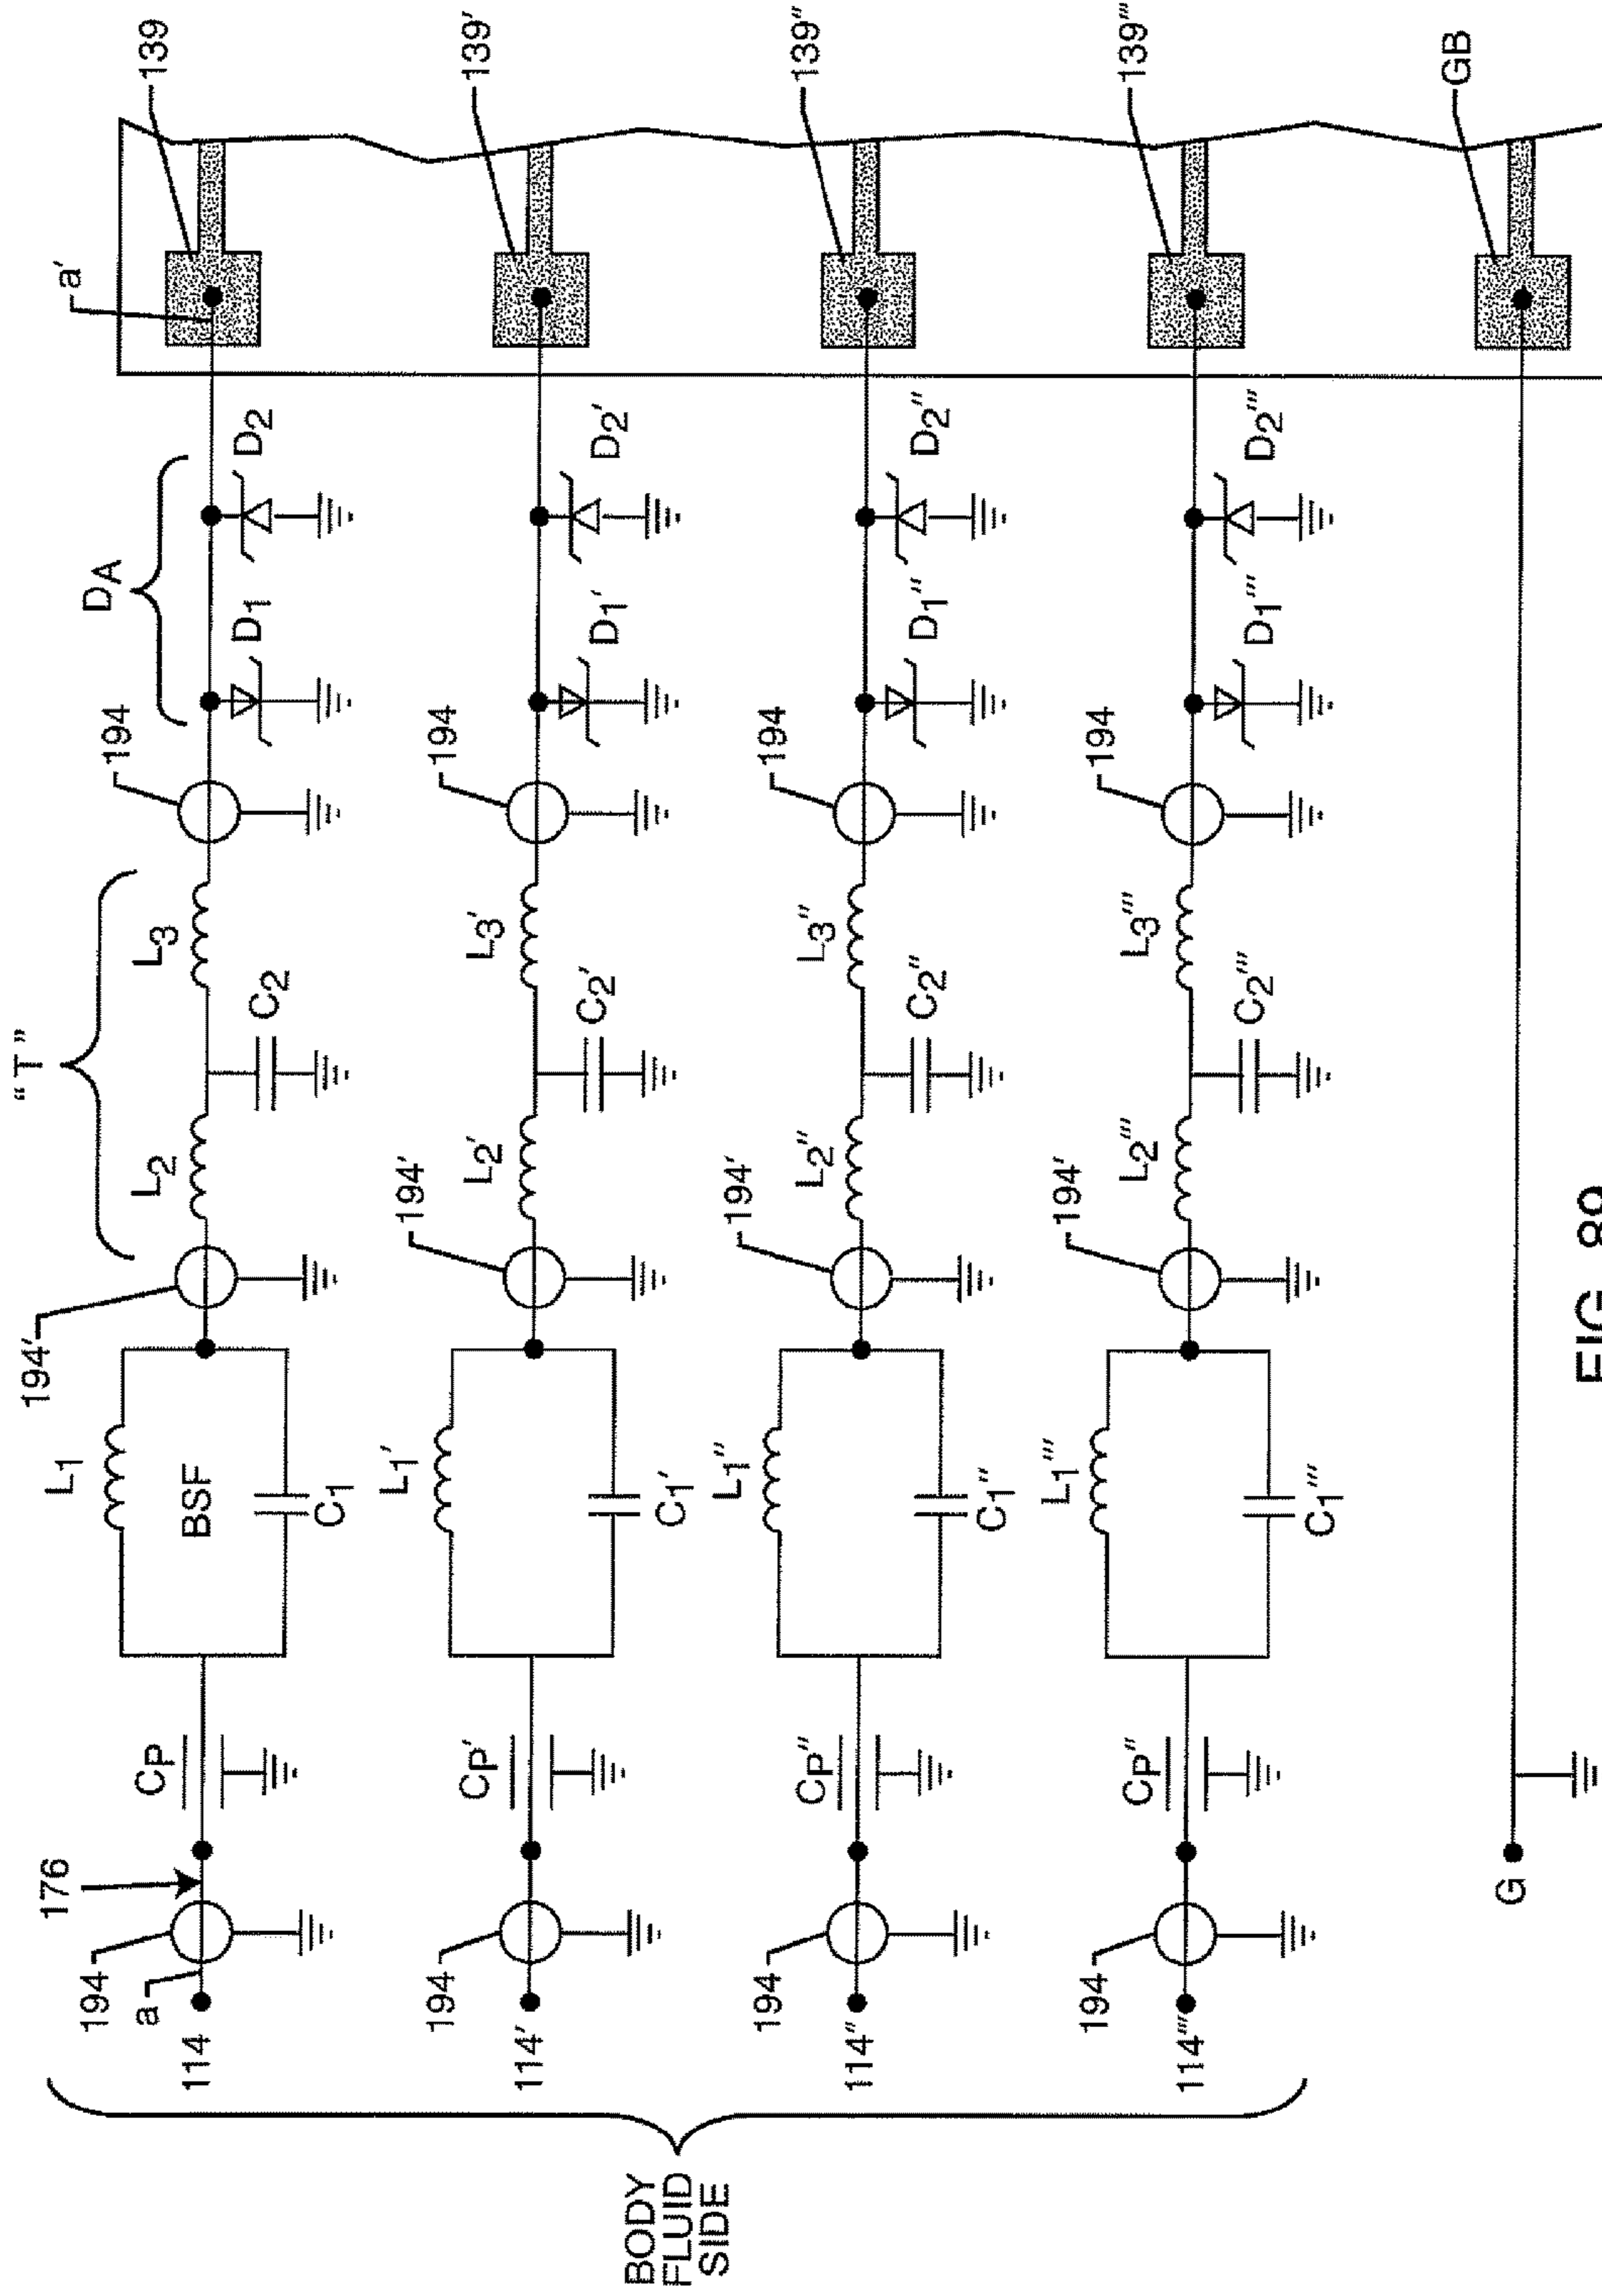 “T”
194′
176
L1
DA
a′
194
a
CP
L2
L3
194
139
114
BSF
C1
C2
D1
D2
194
CP′
L1′
194′
L2′
L3′
194
139′
114′
C1′
C2′
D1′
D2′
BODY
FLUID
SIDE
194
CP″
L1″
194′
L2″
L3″
194
139″
114″
C1″
C2″
D1″
D2″
194
CP″
L1‴
194′
L2‴
L3‴
194
139‴
114‴
C1‴
C2‴
D1‴
D2‴
G
GB
FIG. 89